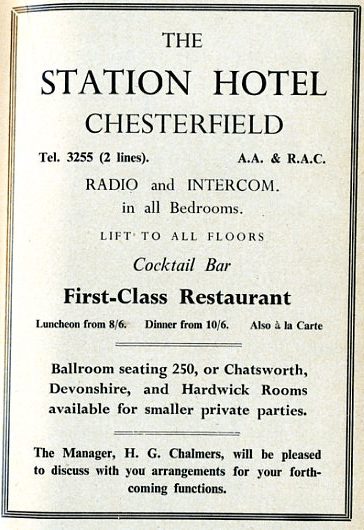 THE
STATION HOTEL
CHESTERFIELD
Tel. 3255 (2 lines). A.A. & R.A.C.
RADIO and INTERCOM.
in all Bedrooms.
LIFT TO ALL FLOORS
Cocktail Bar
First-Class Restaurant
Luncheon from 8/6. Dinner from 10/6. Also à la Carte
Ballroom seating 250, or Chatsworth,
Devonshire, and Hardwick Rooms
available for smaller private parties.
The Manager, H. G. Chalmers, will be pleased
to discuss with you arrangements for your forth-
coming functions.